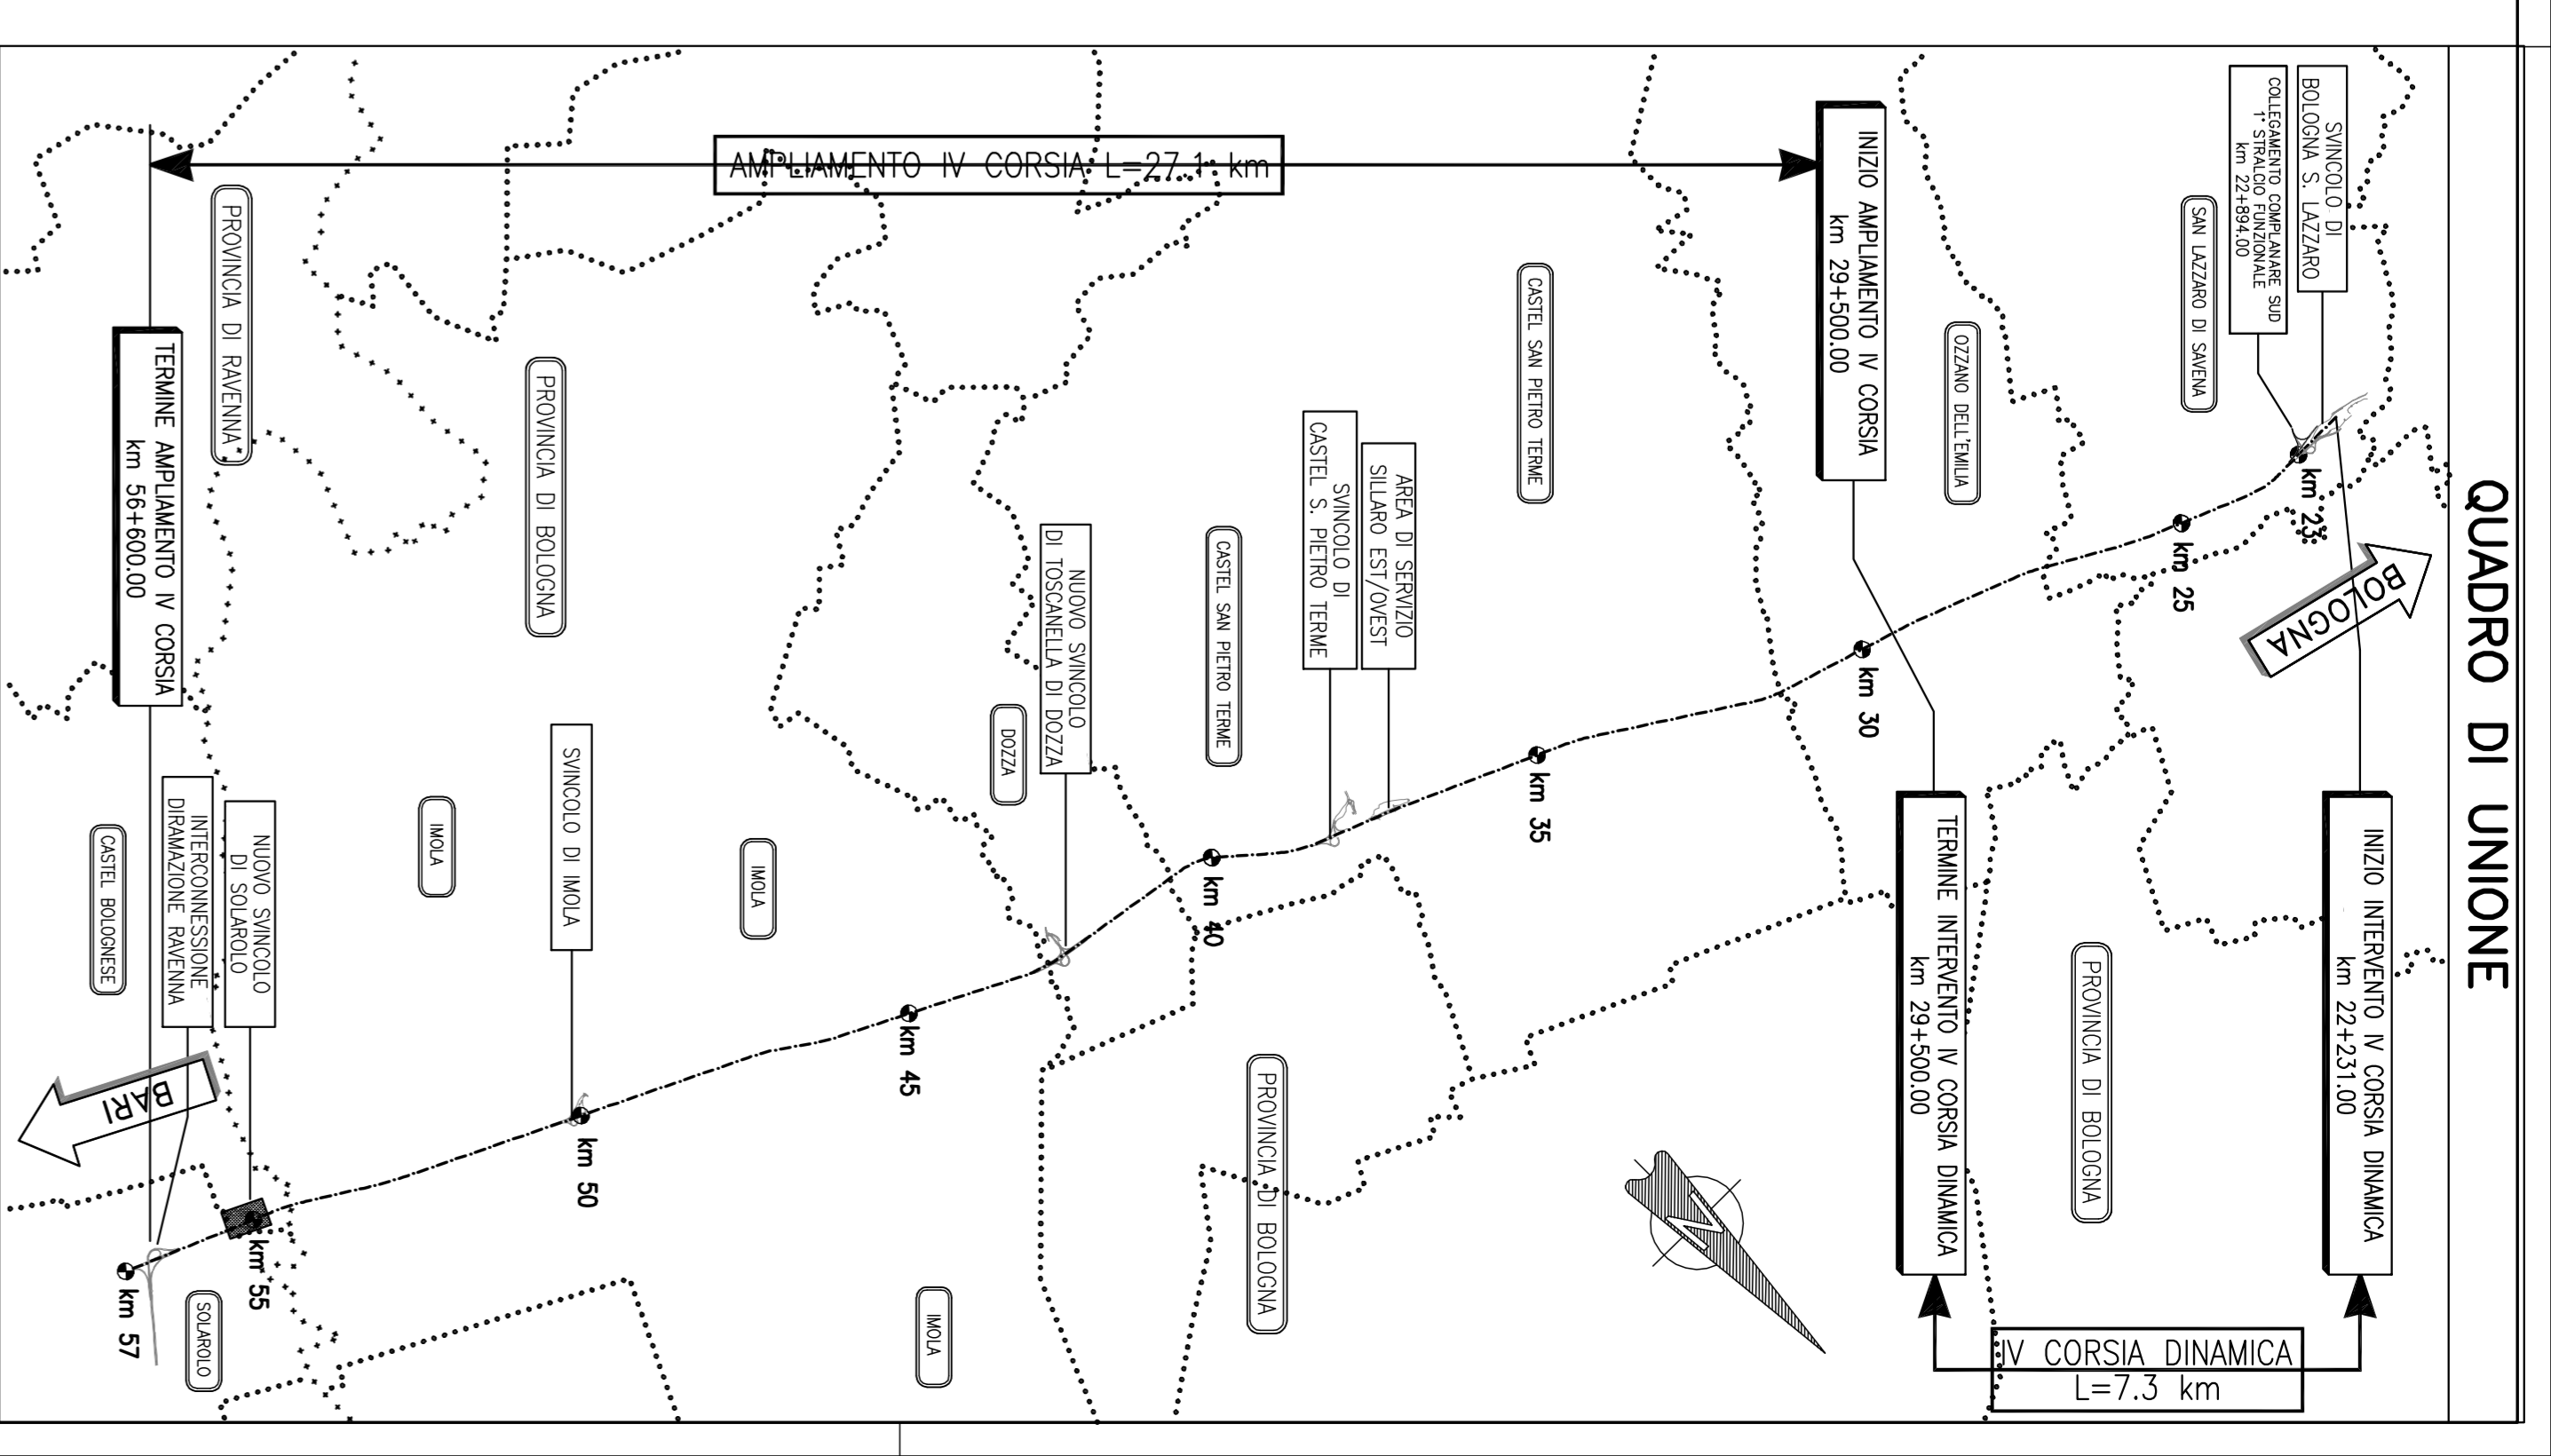 QUADRO DI UNIONE
SVINCOLO DI
BOLOGNA S. LAZZARO
COLLEGAMENTO COMPLANARE SUD
1° STRALCIO FUNZIONALE
km 22+894.00
SAN LAZZARO DI SAVENA
km 23
km 25
BOLOGNA
INIZIO INTERVENTO IV CORSIA DINAMICA
km 22+231.00
PROVINCIA DI BOLOGNA
IV CORSIA DINAMICA
L=7.3 km
OZZANO DELL'EMILIA
INIZIO AMPLIAMENTO IV CORSIA
km 29+500.00
km 30
TERMINE INTERVENTO IV CORSIA DINAMICA
km 29+500.00
N
CASTEL SAN PIETRO TERME
km 35
AREA DI SERVIZIO
SILLARO EST/OVEST
SVINCOLO DI
CASTEL S. PIETRO TERME
AMPLIAMENTO IV CORSIA L=27.1 km
CASTEL SAN PIETRO TERME
km 40
PROVINCIA DI BOLOGNA
NUOVO SVINCOLO
DI TOSCANELLA DI DOZZA
DOZZA
km 45
IMOLA
IMOLA
SVINCOLO DI IMOLA
km 50
PROVINCIA DI BOLOGNA
IMOLA
PROVINCIA DI RAVENNA
NUOVO SVINCOLO
DI SOLAROLO
km 55
INTERCONNESSIONE
DIRAMAZIONE RAVENNA
SOLAROLO
TERMINE AMPLIAMENTO IV CORSIA
km 56+600.00
CASTEL BOLOGNESE
BARI
km 57